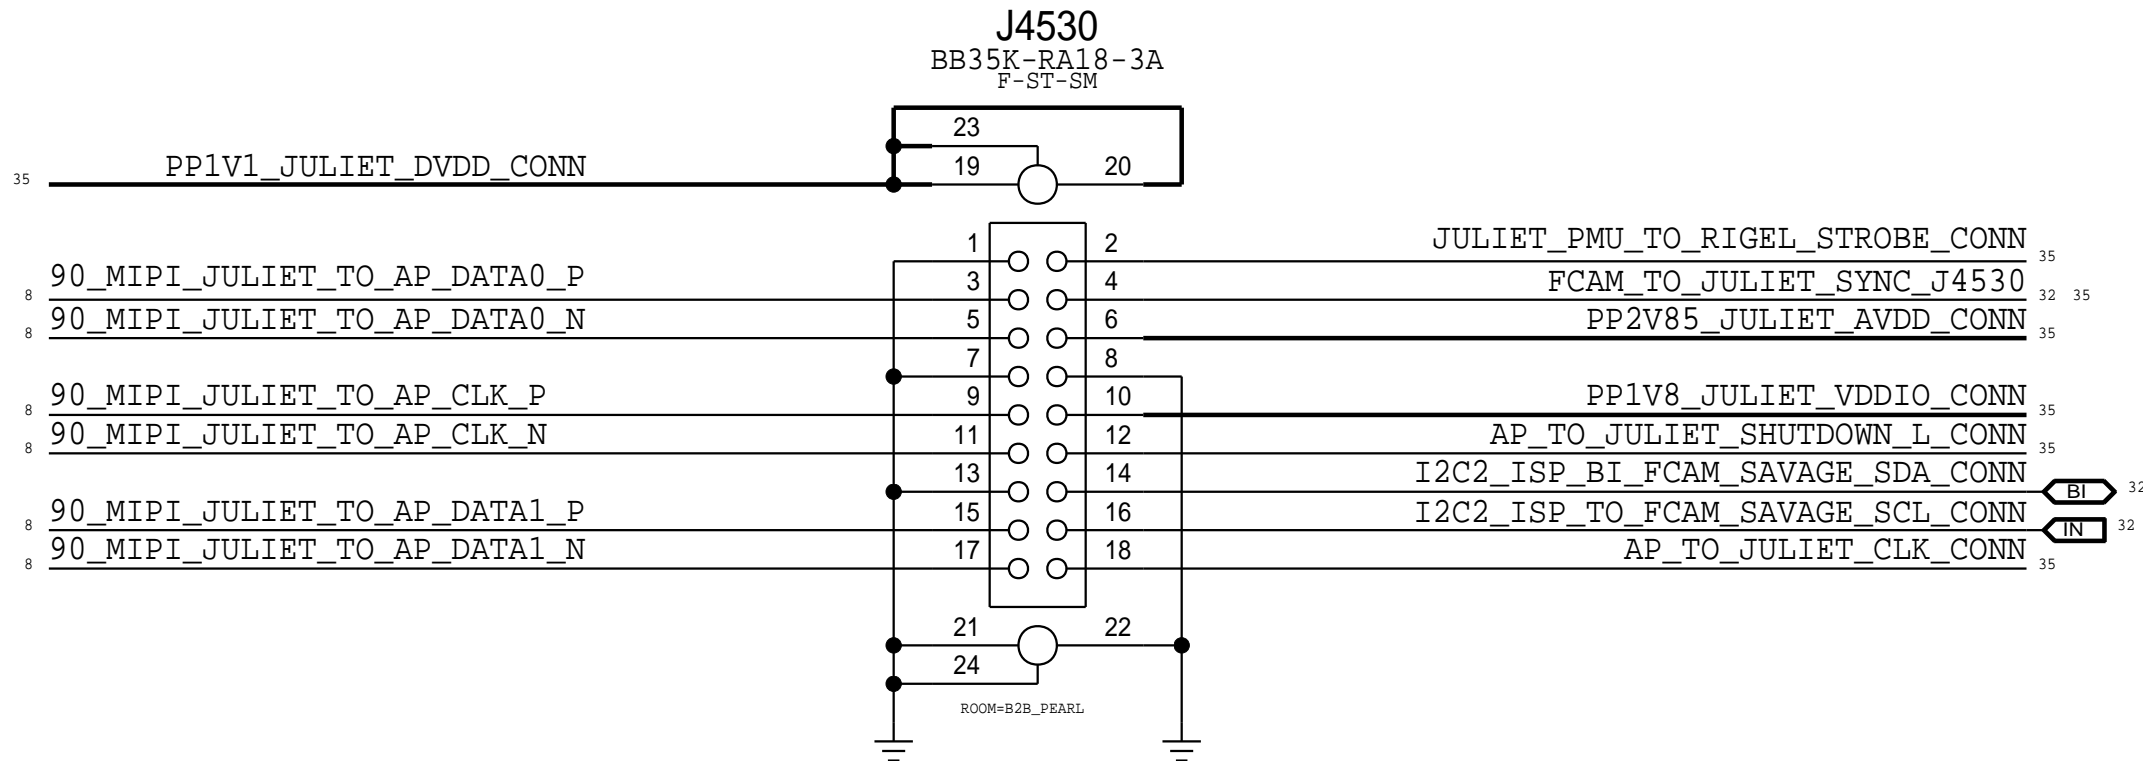 J4530
BB35K-RA18-3A
F-ST-SM
23
35 PP1V1_JULIET_DVDD_CONN 19 20
1 2 JULIET_PMU_TO_RIGEL_STROBE_CONN 35
8 90_MIPI_JULIET_TO_AP_DATA0_P 3 4 FCAM_TO_JULIET_SYNC_J4530 32 35
8 90_MIPI_JULIET_TO_AP_DATA0_N 5 6 PP2V85_JULIET_AVDD_CONN 35
7 8
8 90_MIPI_JULIET_TO_AP_CLK_P 9 10 PP1V8_JULIET_VDDIO_CONN 35
8 90_MIPI_JULIET_TO_AP_CLK_N 11 12 AP_TO_JULIET_SHUTDOWN_L_CONN 35
13 14 I2C2_ISP_BI_FCAM_SAVAGE_SDA_CONN BI 32
8 90_MIPI_JULIET_TO_AP_DATA1_P 15 16 I2C2_ISP_TO_FCAM_SAVAGE_SCL_CONN IN 32
8 90_MIPI_JULIET_TO_AP_DATA1_N 17 18 AP_TO_JULIET_CLK_CONN 35
21 22
24
ROOM=B2B_PEARL